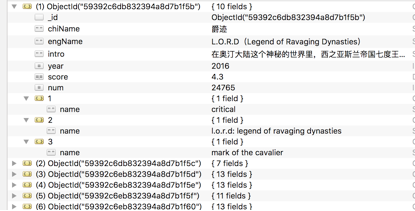 (1) ObjectId("59392c6db832394a8d7b1f5b") { 10 fields }
_id ObjectId("59392c6db832394a8d7b1f5b")
chiName 爵迹
engName L.O.R.D（Legend of Ravaging Dynasties）
intro 在奥汀大陆这个神秘的世界里，西之亚斯兰帝国七度王...
year 2016
score 4.3
num 24765
1 { 1 field }
name critical
2 { 1 field }
name l.o.r.d: legend of ravaging dynasties
3 { 1 field }
name mark of the cavalier
(2) ObjectId("59392c6db832394a8d7b1f5c") { 7 fields }
(3) ObjectId("59392c6eb832394a8d7b1f5d") { 13 fields }
(4) ObjectId("59392c6eb832394a8d7b1f5e") { 13 fields }
(5) ObjectId("59392c6eb832394a8d7b1f5f") { 11 fields }
(6) ObjectId("59392c6eb832394a8d7b1f60") { 13 fields }